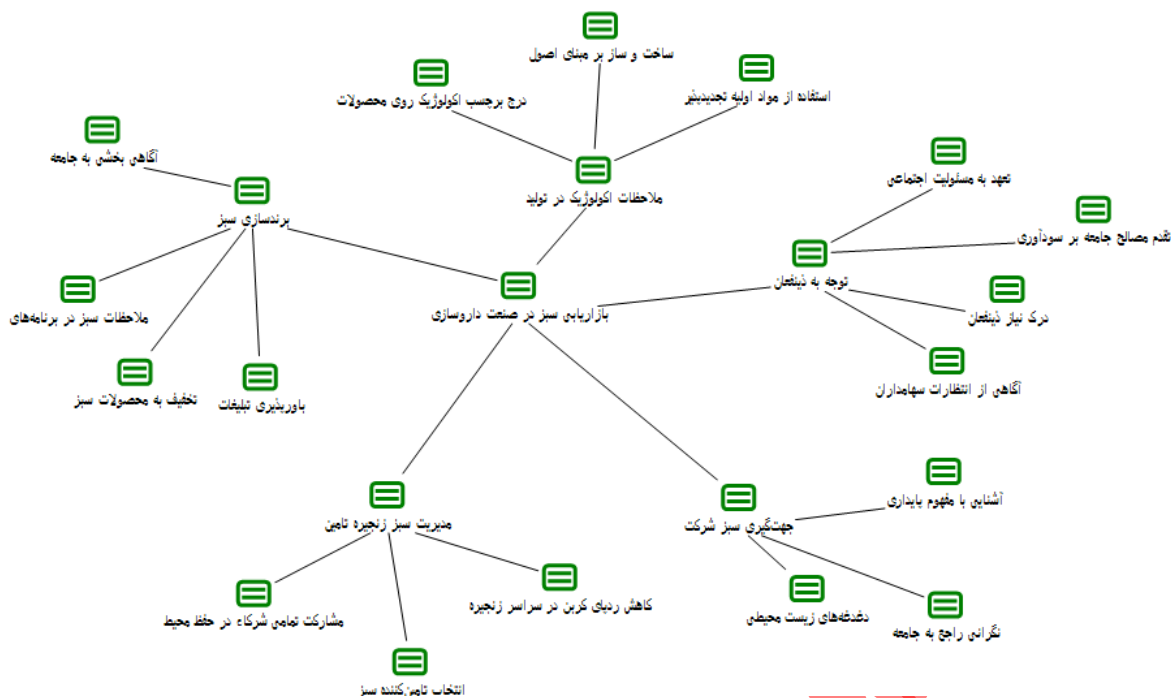 ساخت و ساز بر مبنای اصول
استفاده از مواد اولیه تجدیدپذیر
درج برچسب اکولوژیک روی محصولات
آگاهی بخشی به جامعه
تعهد به مسئولیت اجتماعی
ملاحظات اکولوژیک در تولید
برندسازی سبز
تقدم مصالح جامعه بر سودآوری
توجه به ذینفعان
بازاریابی سبز در صنعت داروسازی
ملاحظات سبز در برنامه‌های
درک نیاز ذینفعان
آگاهی از انتظارات سهامداران
تخفیف به محصولات سبز
باورپذیری تبلیغات
آشنایی با مفهوم پایداری
مدیریت سبز زنجیره تامین
جهت‌گیری سبز شرکت
کاهش ردپای کربن در سراسر زنجیره
دغدغه‌های زیست محیطی
مشارکت تمامی شرکاء در حفظ محیط
نگرانی راجع به جامعه
انتخاب تامین‌کننده سبز